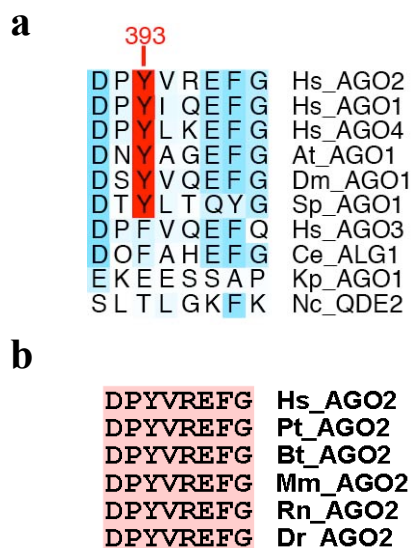 a
393
DPYVREFG Hs_AGO2
DPYIQEFG Hs_AGO1
DPYLKEFG Hs_AGO4
DNYAGEFG At_AGO1
DSYVQEFG Dm_AGO1
DTYLTQYG Sp_AGO1
DPFVQEFQ Hs_AGO3
DOFAHEFG Ce_ALG1
EKEESSAP Kp_AGO1
SLTLGKFK Nc_QDE2
b
DPYVREFG Hs_AGO2
DPYVREFG Pt_AGO2
DPYVREFG Bt_AGO2
DPYVREFG Mm_AGO2
DPYVREFG Rn_AGO2
DPYVREFG Dr_AGO2